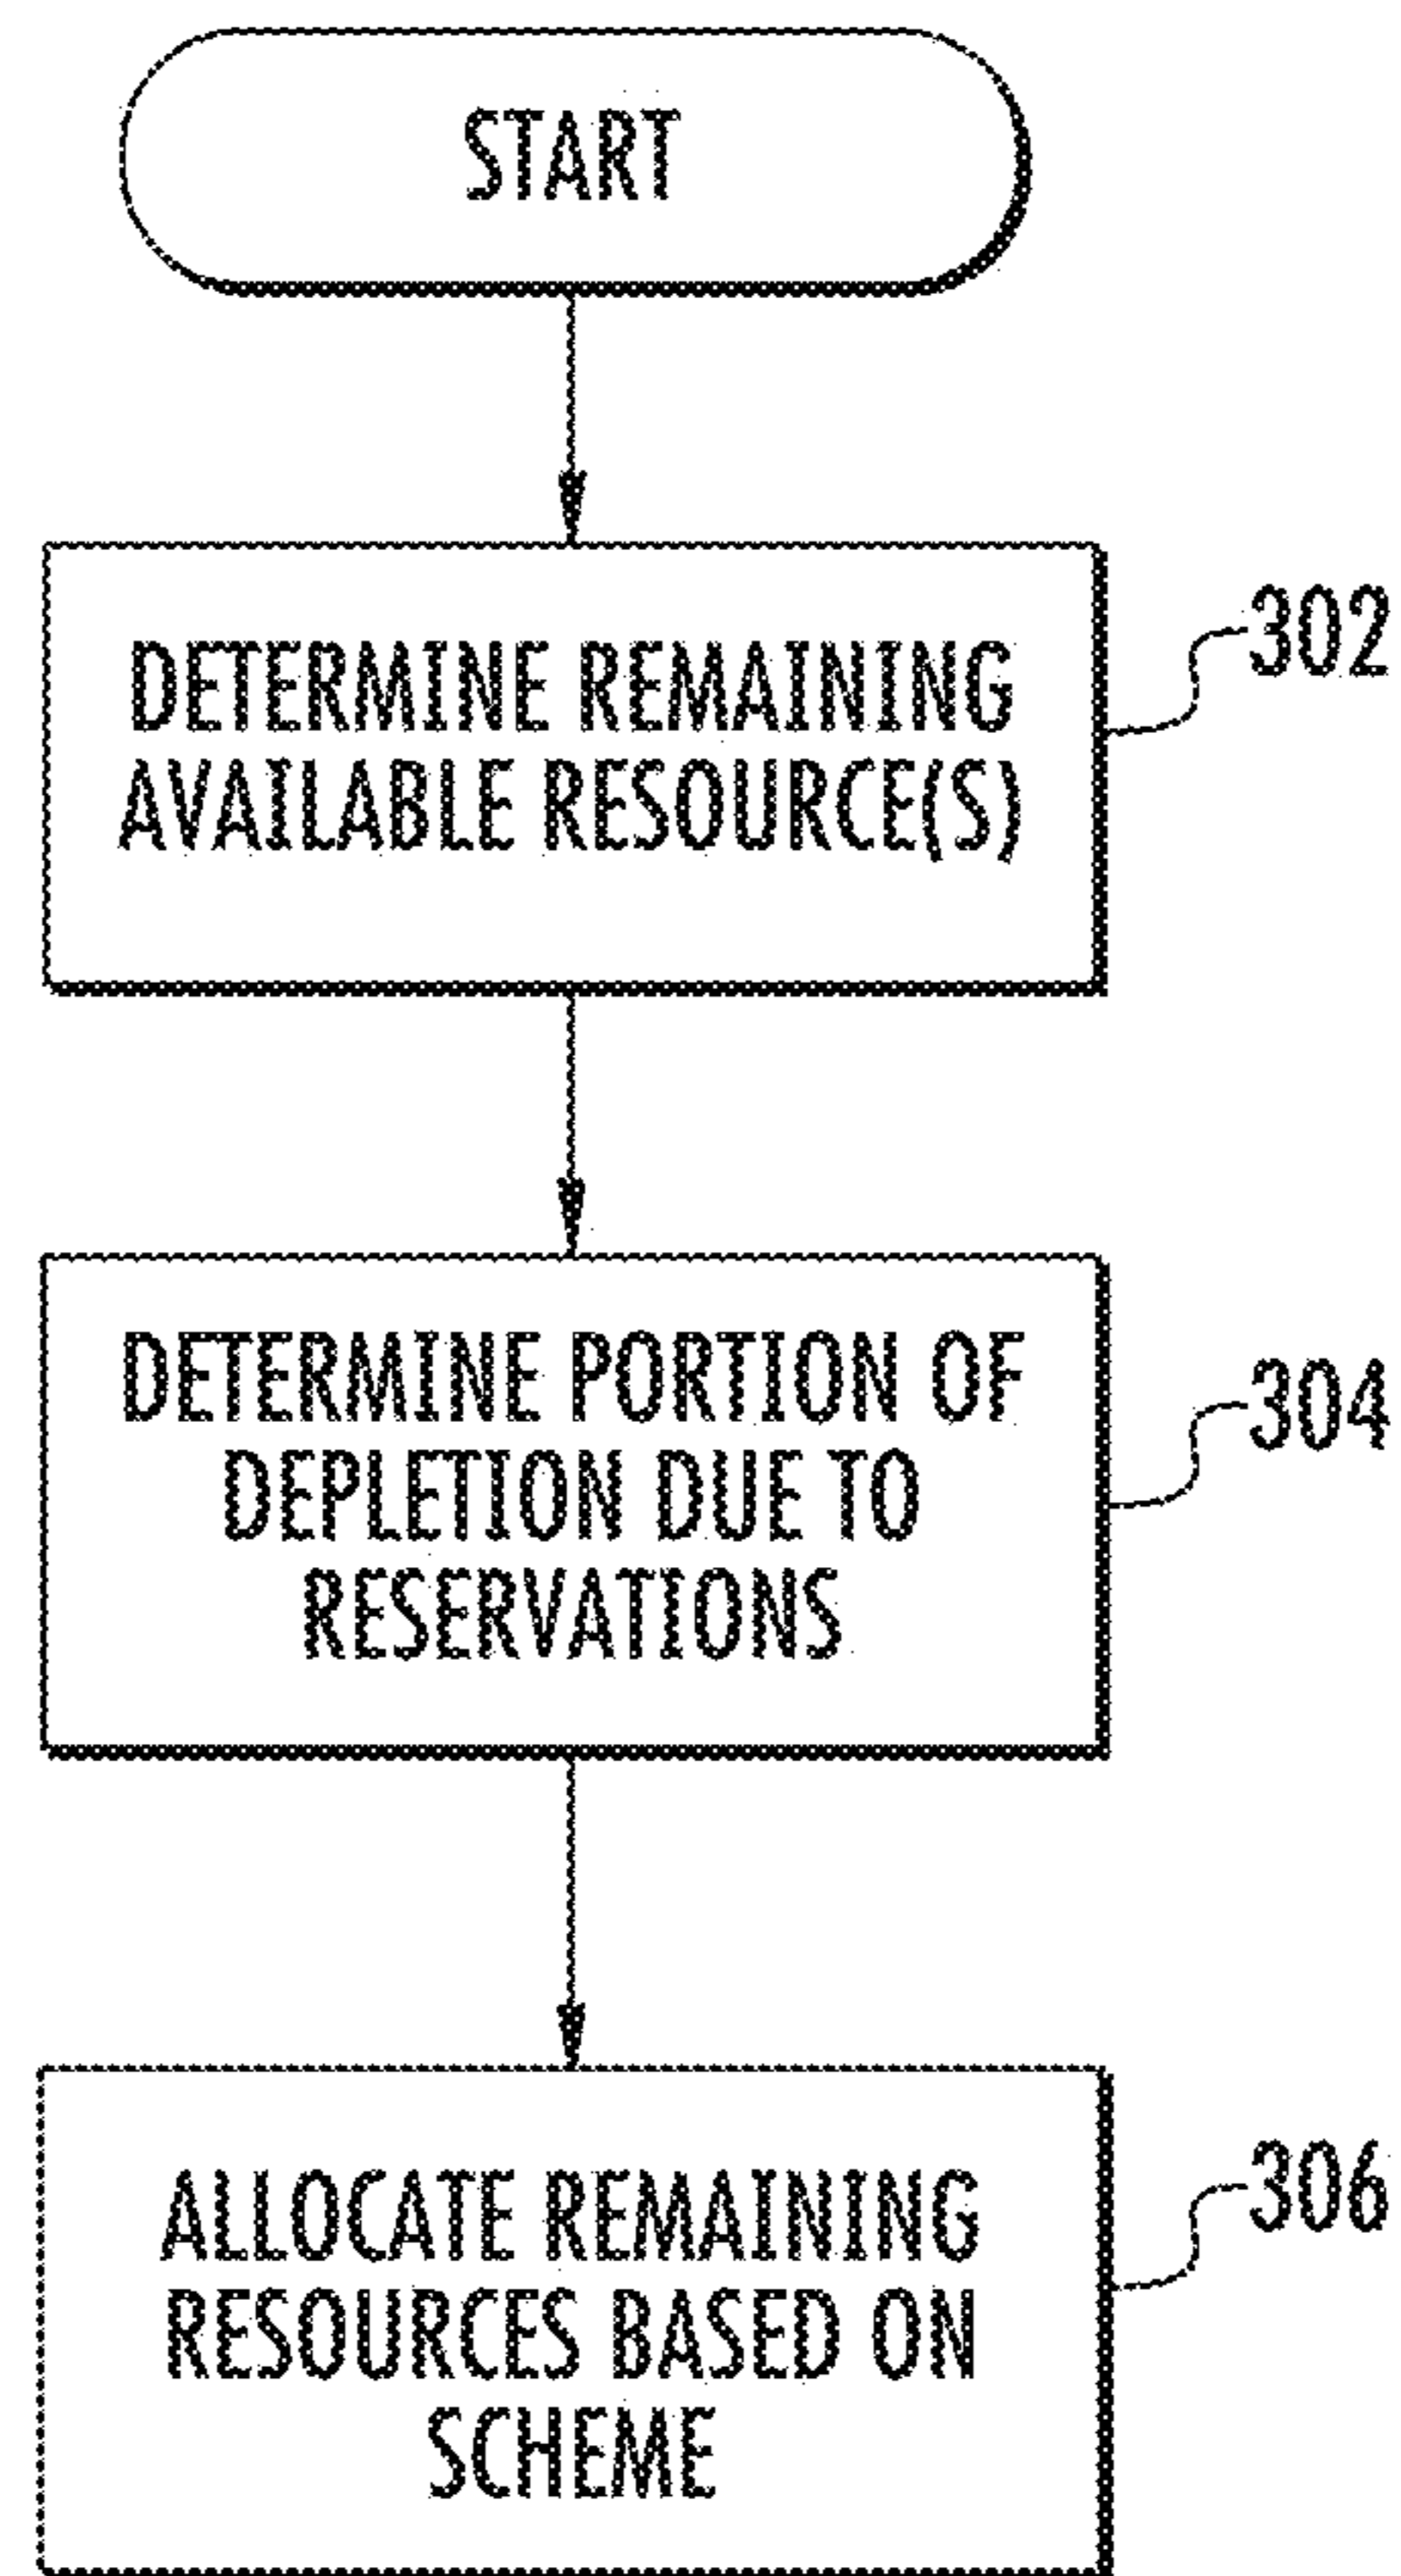 START
DETERMINE REMAINING
AVAILABLE RESOURCE(S)
302
DETERMINE PORTION OF
DEPLETION DUE TO
RESERVATIONS
304
ALLOCATE REMAINING
RESOURCES BASED ON
SCHEME
306